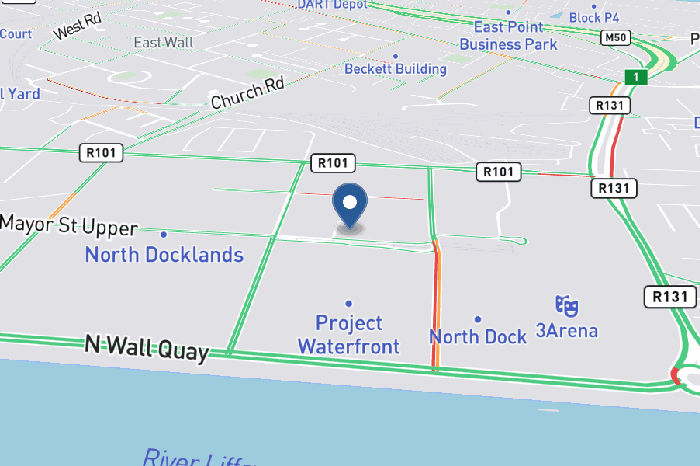 DART Depot
Block P4
West Rd
East Point
Business Park
Court
East Wall
M50
Beckett Building
1
Yard
Church Rd
R131
R101
R101
R101
R131
Mayor St Upper
North Docklands
R131
Project
Waterfront
North Dock
3Arena
N Wall Quay
River Liffe